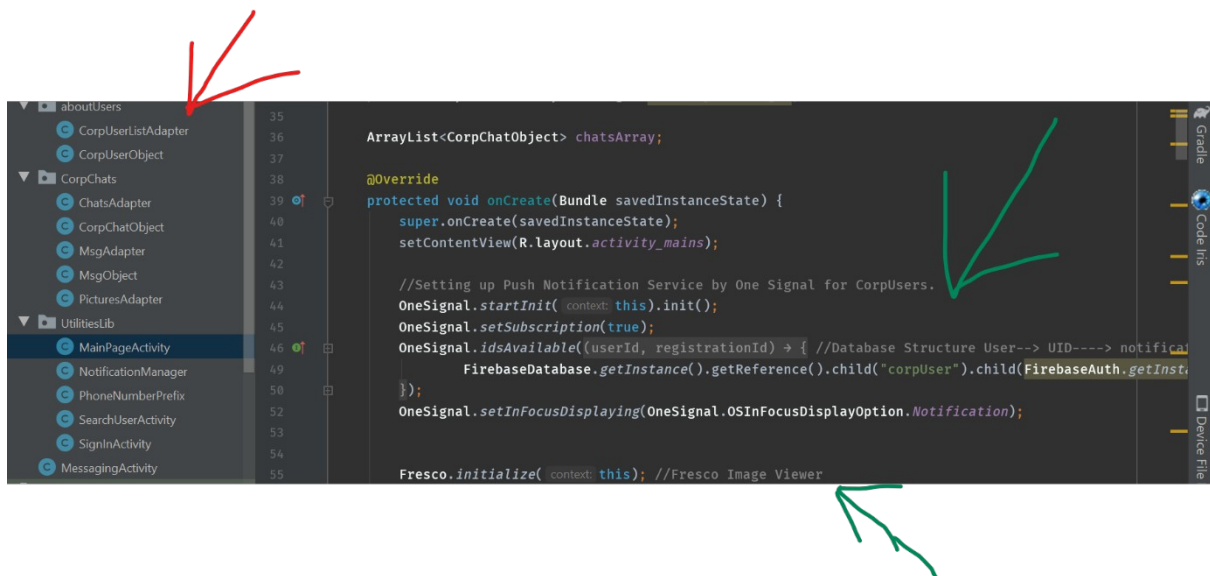 aboutUsers
CorpUserListAdapter
CorpUserObject
CorpChats
ChatsAdapter
CorpChatObject
MsgAdapter
MsgObject
PicturesAdapter
UtilitiesLib
MainPageActivity
NotificationManager
PhoneNumberPrefix
SearchUserActivity
SignInActivity
MessagingActivity
35
36 ArrayList<CorpChatObject> chatsArray;
37
38 @Override
39 protected void onCreate(Bundle savedInstanceState) {
40 super.onCreate(savedInstanceState);
41 setContentView(R.layout.activity_mains);
42
43 //Setting up Push Notification Service by One Signal for CorpUsers.
44 OneSignal.startInit( context: this).init();
45 OneSignal.setSubscription(true);
46 OneSignal.idsAvailable((userId, registrationId) → { //Database Structure User--> UID----> notificat
49 FirebaseDatabase.getInstance().getReference().child("corpUser").child(FirebaseAuth.getInsta
50 });
52 OneSignal.setInFocusDisplaying(OneSignal.OSInFocusDisplayOption.Notification);
53
54
55 Fresco.initialize( context: this); //Fresco Image Viewer
Gradle
Code Iris
Device File